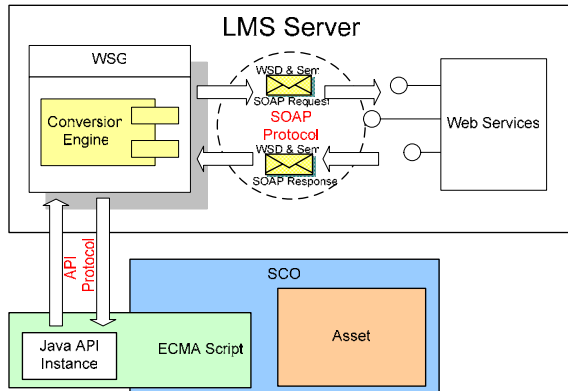 LMS Server
WSG
Conversion
Engine
WSD & Sem
SOAP Request
SOAP
Protocol
WSD & Sem
SOAP Response
Web Services
API
Protocol
SCO
Java API
Instance
ECMA Script
Asset